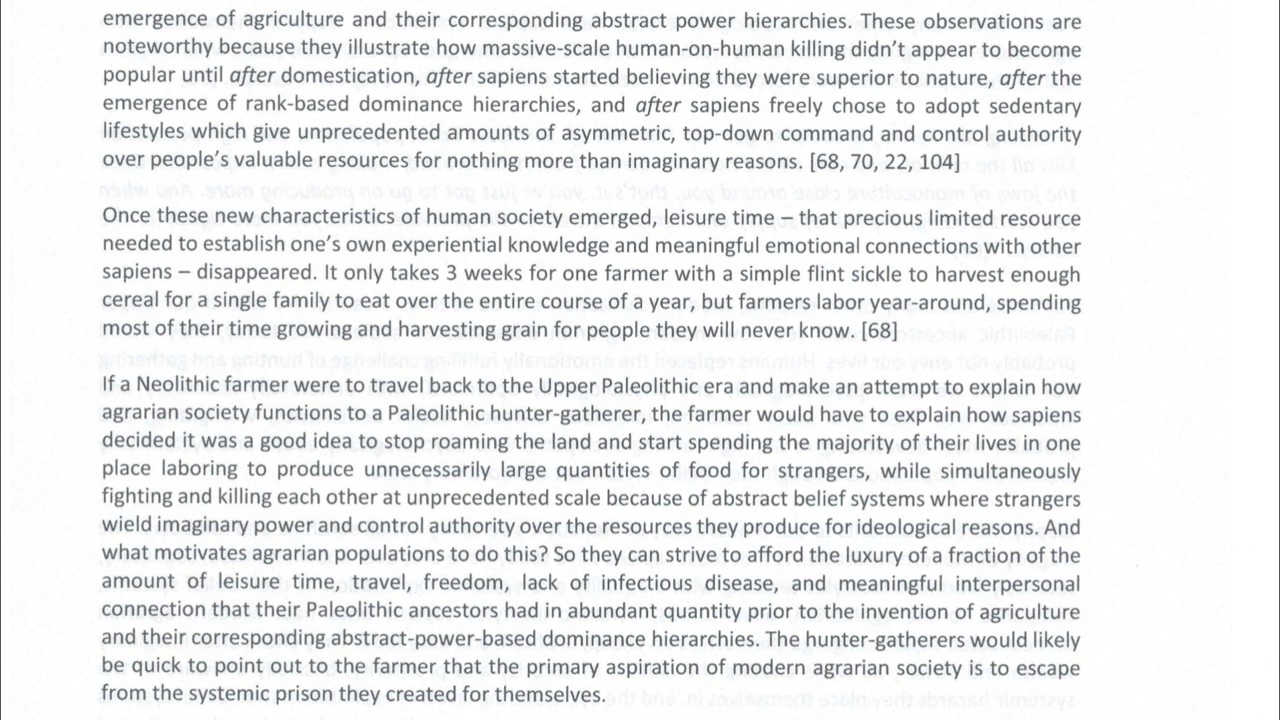 emergence of agriculture and their corresponding abstract power hierarchies. These observations are
noteworthy because they illustrate how massive-scale human-on-human killing didn't appear to become
popular until after domestication, after sapiens started believing they were superior to nature, after the
emergence of rank-based dominance hierarchies, and after sapiens freely chose to adopt sedentary
lifestyles which give unprecedented amounts of asymmetric, top-down command and control authority
over people's valuable resources for nothing more than imaginary reasons. [68, 70, 22,104]
Once these new characteristics of human society emerged, leisure time – that precious limited resource
needed to establish one's own experiential knowledge and meaningful emotional connections with other
sapiens – disappeared. It only takes 3 weeks for one farmer with a simple flint sickle to harvest enough
cereal for a single family to eat over the entire course of a year, but farmers labor year-around, spending
most of their time growing and harvesting grain for people they will never know. [68]
If a Neolithic farmer were to travel back to the Upper Paleolithic era and make an attempt to explain how
agrarian society functions to a Paleolithic hunter-gatherer, the farmer would have to explain how sapiens
decided it was a good idea to stop roaming the land and start spending the majority of their lives in one
place laboring to produce unnecessarily large quantities of food for strangers, while simultaneously
fighting and killing each other at unprecedented scale because of abstract belief systems where strangers
wield imaginary power and control authority over the resources they produce for ideological reasons. And
what motivates agrarian populations to do this? So they can strive to afford the luxury of a fraction of the
amount of leisure time, travel, freedom, lack of infectious disease, and meaningful interpersonal
connection that their Paleolithic ancestors had in abundant quantity prior to the invention of agriculture
and their corresponding abstract-power-based dominance hierarchies. The hunter-gatherers would likely
be quick to point out to the farmer that the primary aspiration of modern agrarian society is to escape
from the systemic prison they created for themselves.